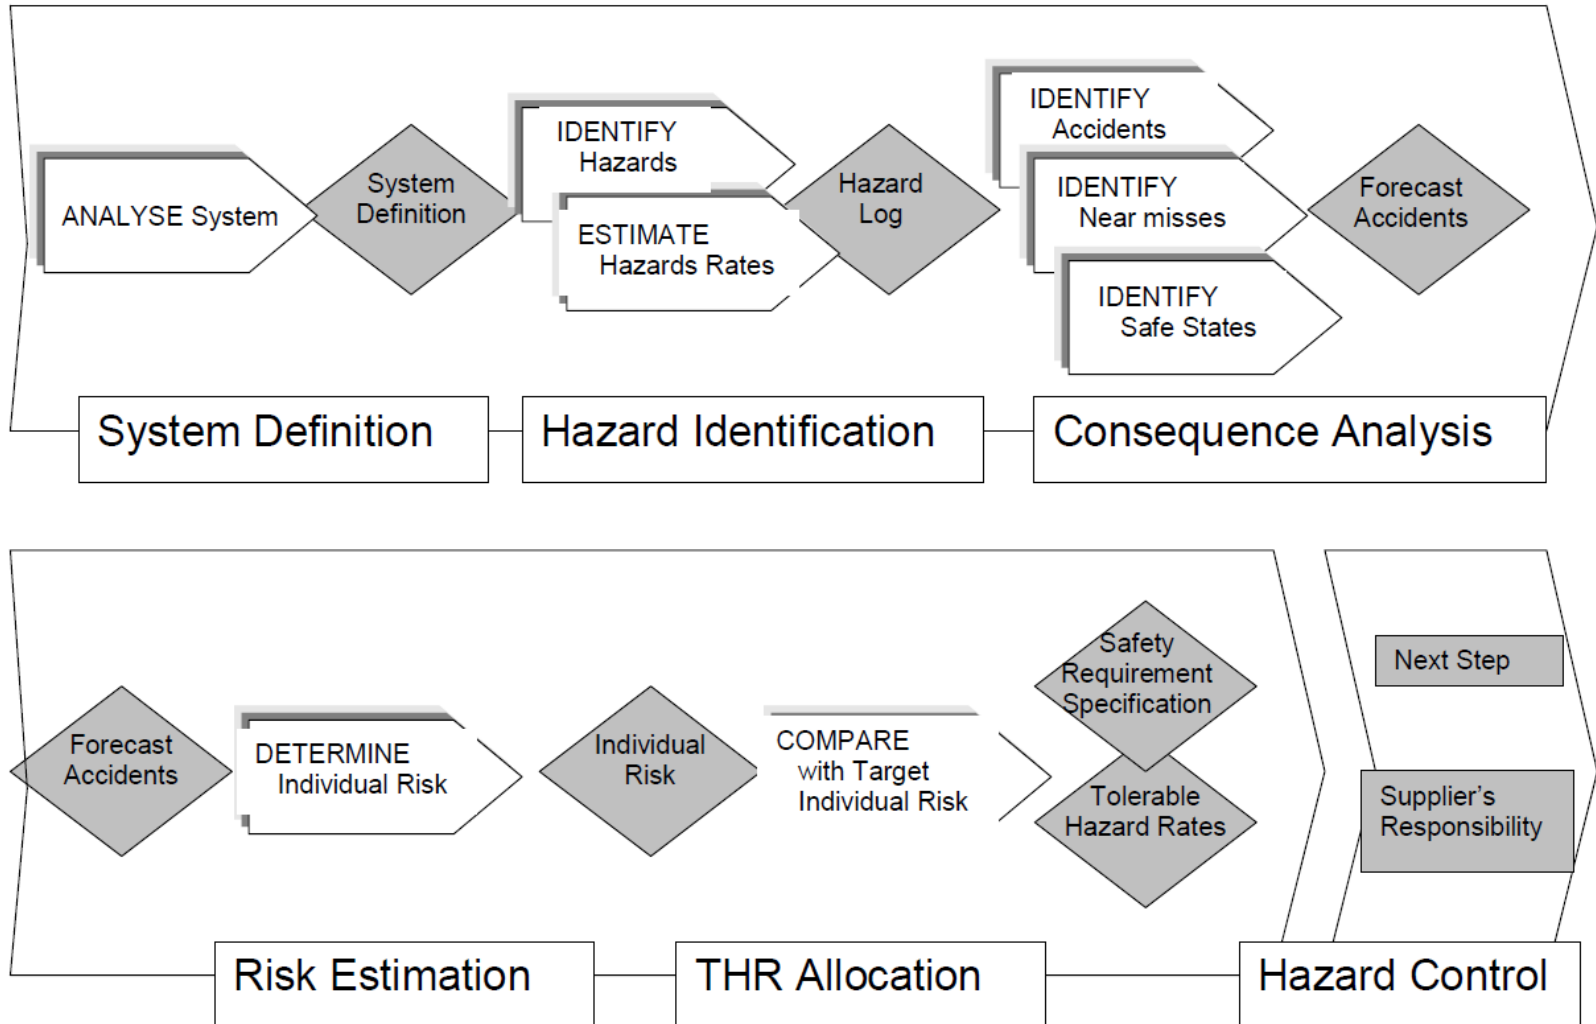 ANALYSE System
System
Definition
IDENTIFY
Hazards
ESTIMATE
Hazards Rates
Hazard
Log
IDENTIFY
Accidents
IDENTIFY
Near misses
IDENTIFY
Safe States
Forecast
Accidents
System Definition
Hazard Identification
Consequence Analysis
Forecast
Accidents
DETERMINE
Individual Risk
Individual
Risk
COMPARE
with Target
Individual Risk
Safety
Requirement
Specification
Tolerable
Hazard Rates
Next Step
Supplier's
Responsibility
Risk Estimation
THR Allocation
Hazard Control